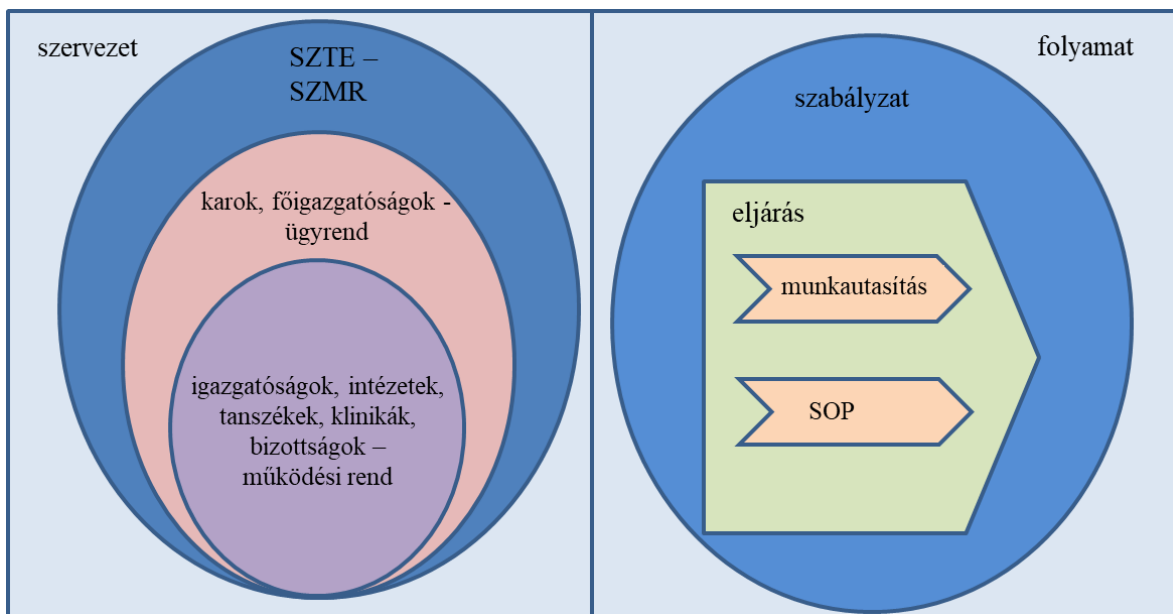 szervezet
SZTE –
SZMR
karok, főigazgatóságok -
ügyrend
igazgatóságok, intézetek,
tanszékek, klinikák,
bizottságok –
működési rend
folyamat
szabályzat
eljárás
munkautasítás
SOP